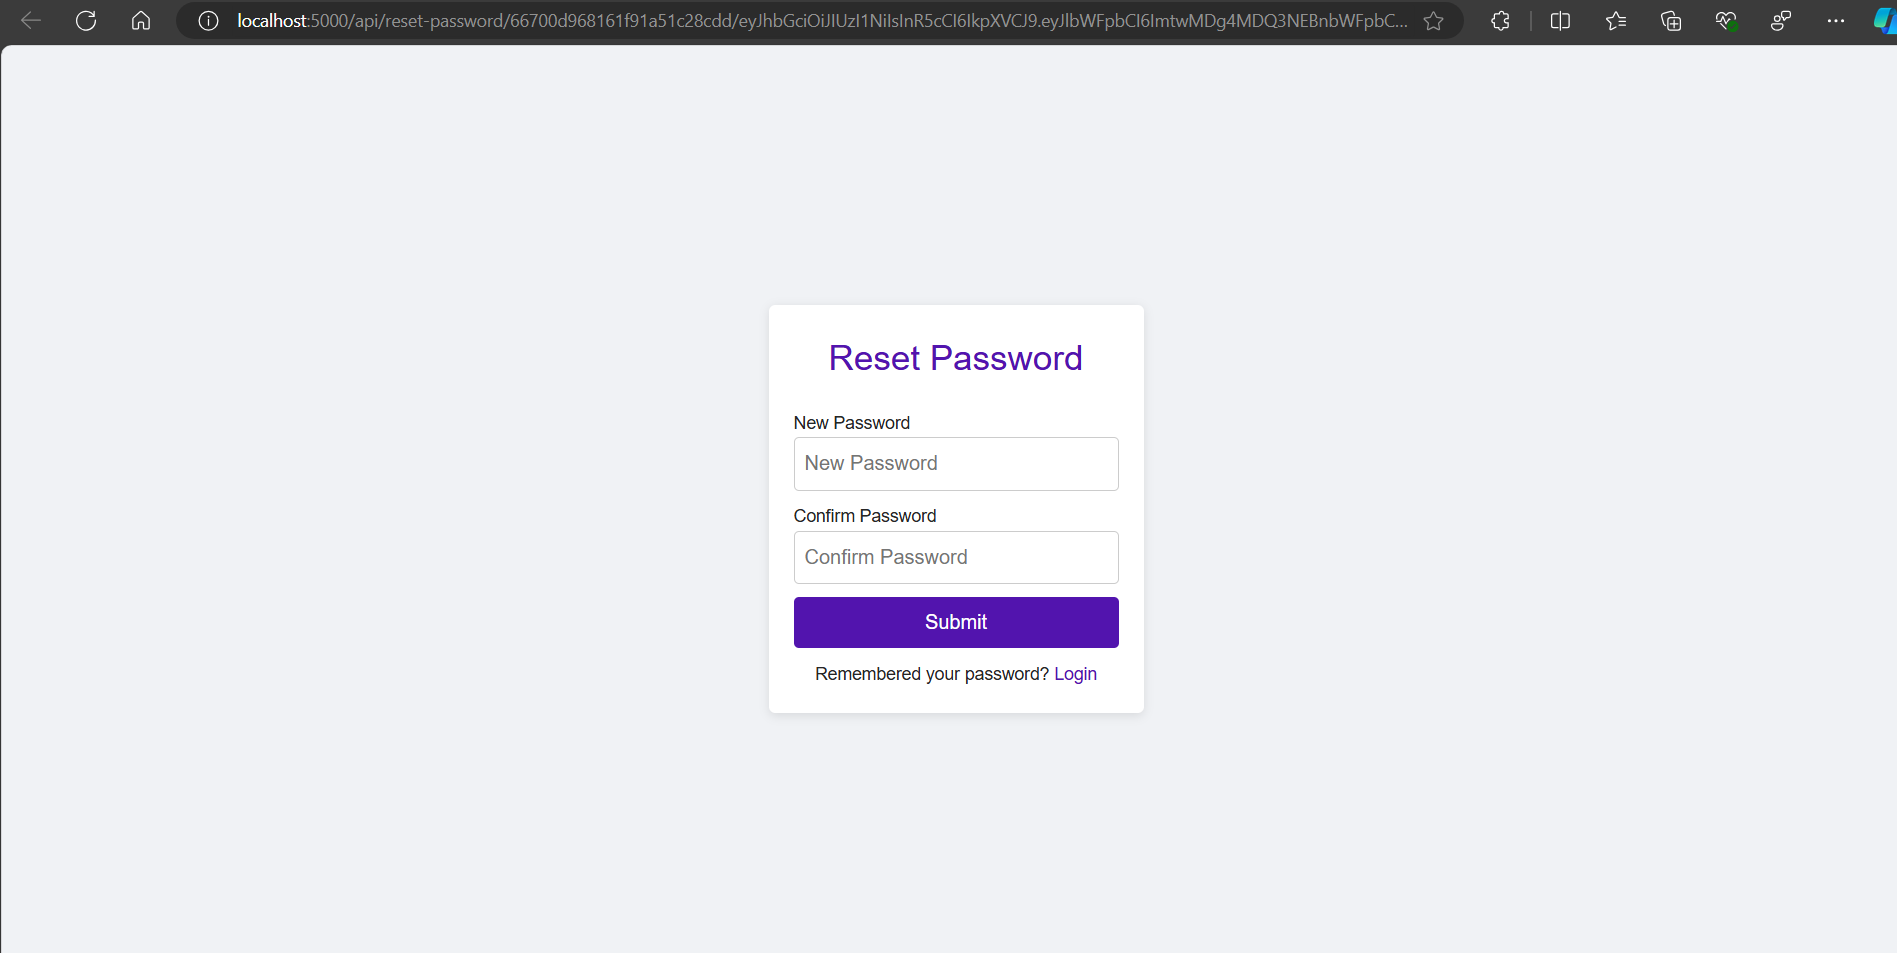 localhost:5000/api/reset-password/66700d968161f91a51c28cdd/eyJhbGciOiJIUzI1NiIsInR5cCI6IkpXVCJ9.eyJlbWFpbCI6ImtwMDg4MDQ3NEBnbWFpbC...
Reset Password
New Password
New Password
Confirm Password
Confirm Password
Submit
Remembered your password? Login